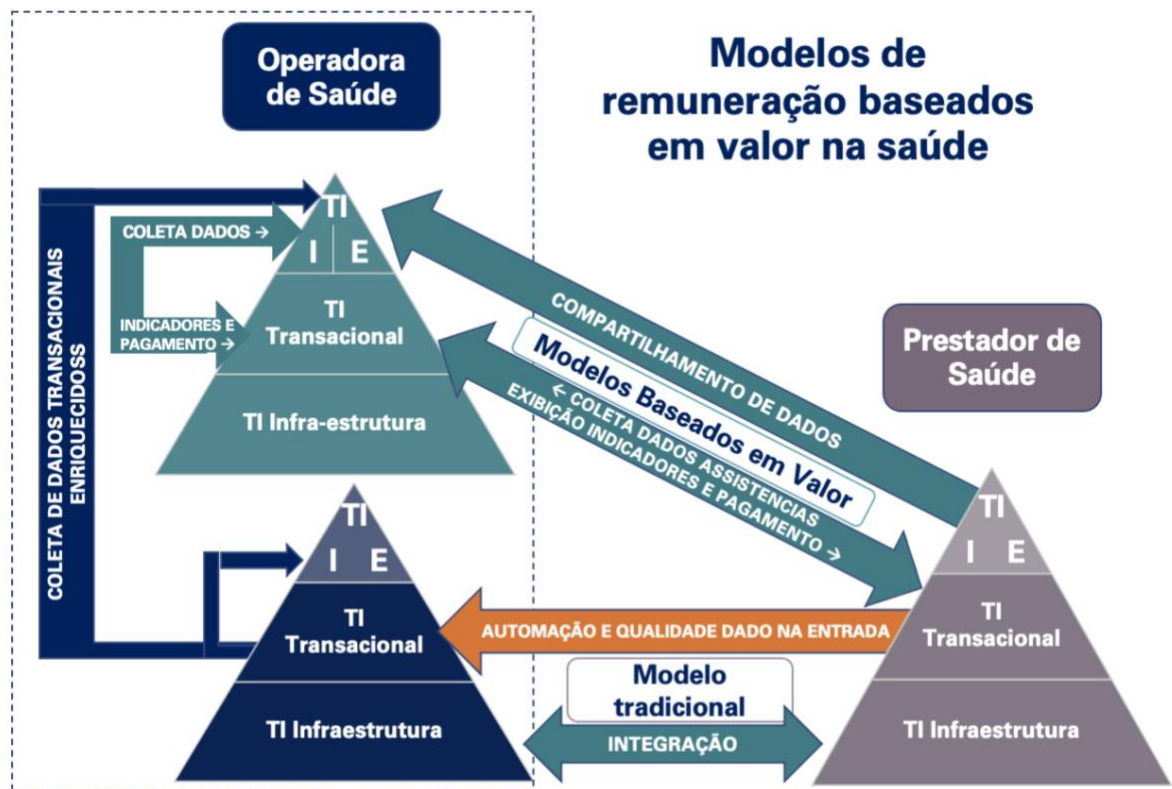 Operadora
de Saúde
Modelos de
remuneração baseados
em valor na saúde
COLETA DE DADOS TRANSACIONAIS
ENRIQUECIDOSS
COLETA DADOS →
INDICADORES E
PAGAMENTO →
TI
I E
TI
Transacional
TI Infra-estrutura
COMPARTILHAMENTO DE DADOS
Modelos Baseados em Valor
← COLETA DADOS ASSISTENCIAS
EXIBIÇÃO INDICADORES E PAGAMENTO →
Prestador de
Saúde
TI
I E
TI
Transacional
TI Infraestrutura
AUTOMAÇÃO E QUALIDADE DADO NA ENTRADA
Modelo
tradicional
INTEGRAÇÃO
TI
I E
TI
Transacional
TI Infraestrutura